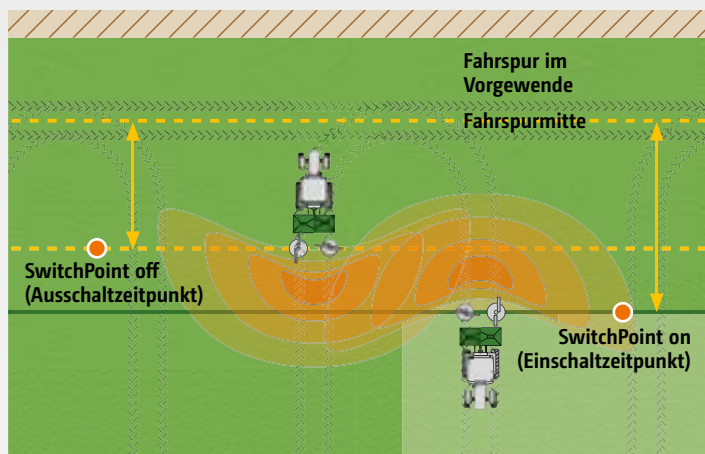 Fahrspur im
Vorgewende
Fahrspurmitte
SwitchPoint off
(Ausschaltzeitpunkt)
SwitchPoint on
(Einschaltzeitpunkt)